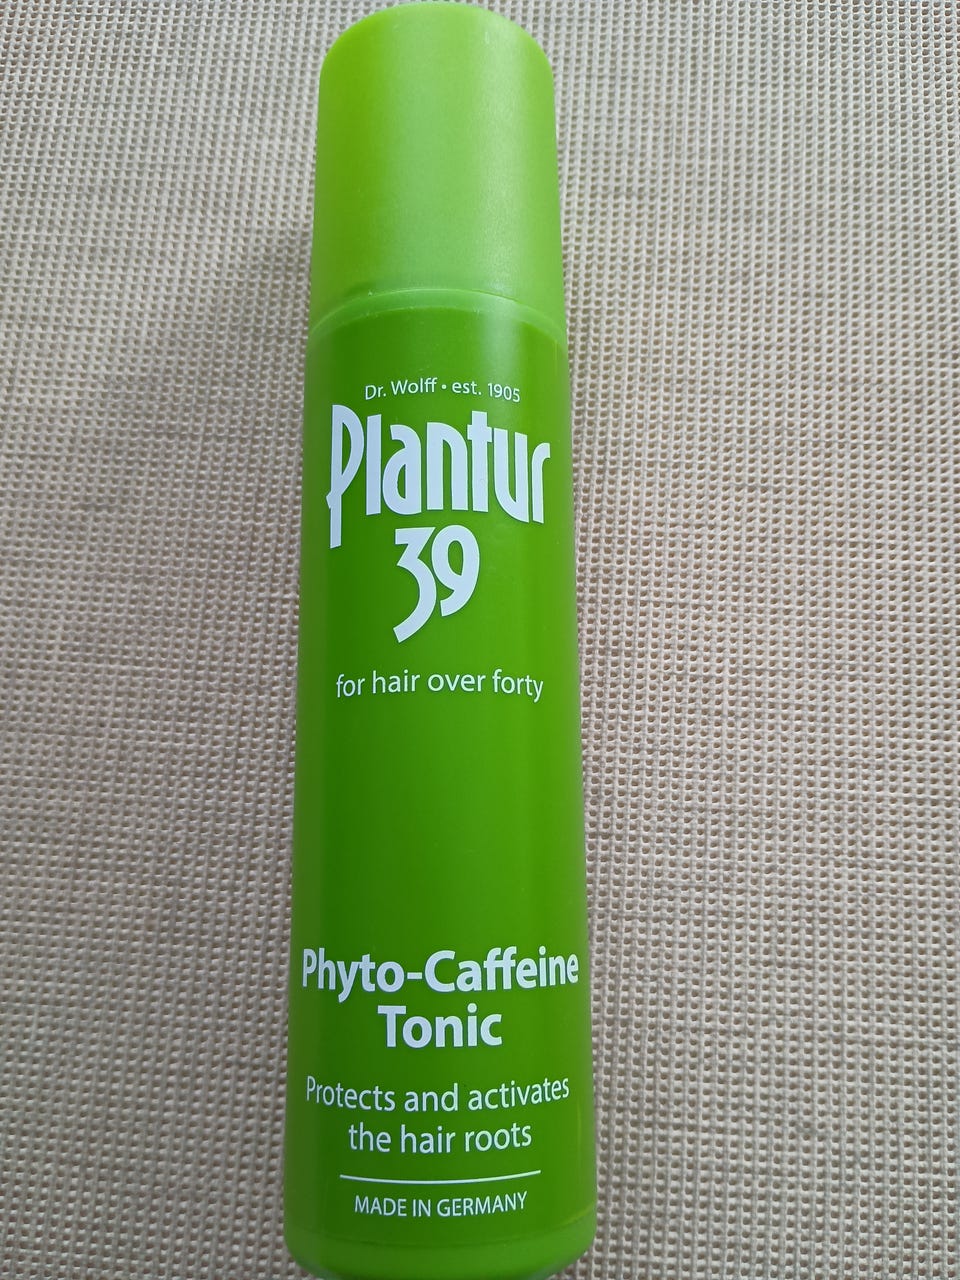 Dr. Wolff • est. 1905
Plantur
39
for hair over forty
Phyto-Caffeine
Tonic
Protects and activates
the hair roots
MADE IN GERMANY